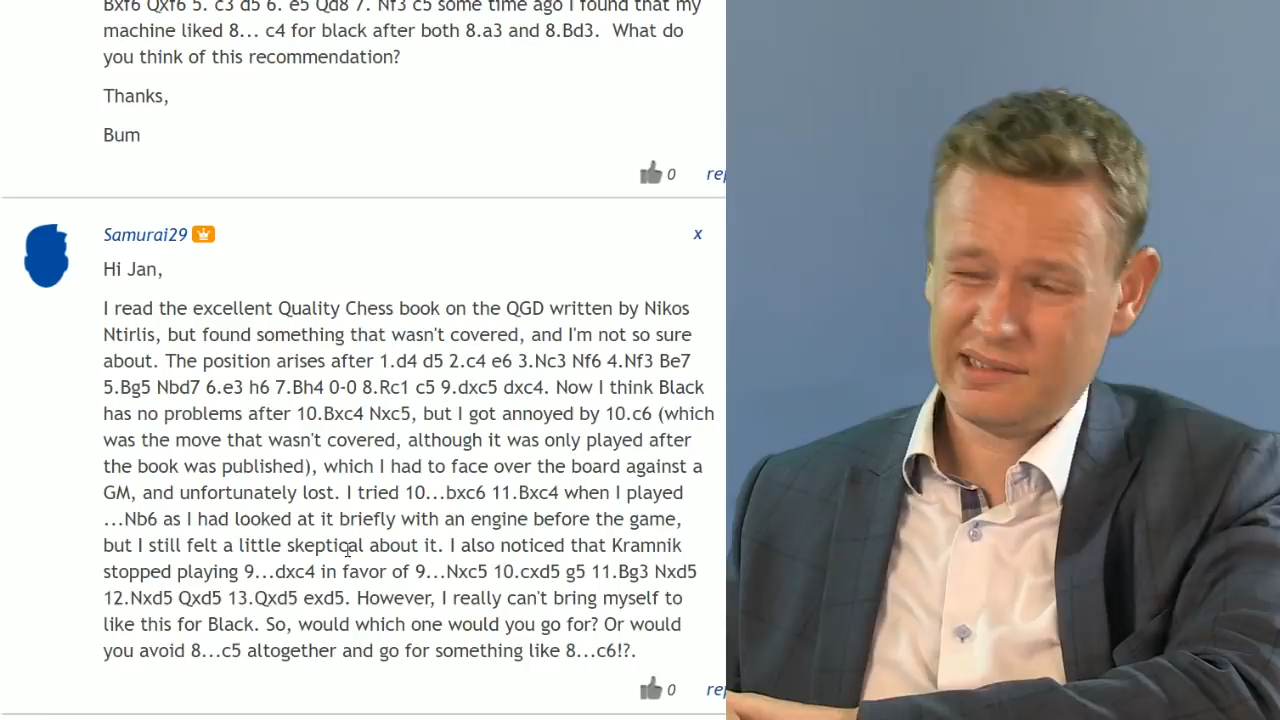 Bxf6 Qxf6 5. c3 d5 6. e5 Qd8 7. Nf3 c5 some time ago I found that my
machine liked 8... c4 for black after both 8.a3 and 8.Bd3. What do
you think of this recommendation?
Thanks,
Bum
0
Samurai29
x
Hi Jan,
I read the excellent Quality Chess book on the QGD written by Nikos
Ntirlis, but found something that wasn't covered, and I'm not so sure
about. The position arises after 1.d4 d5 2.c4 e6 3.Nc3 Nf6 4.Nf3 Be7
5.Bg5 Nbd7 6.e3 h6 7.Bh4 0-0 8.Rc1 c5 9.dxc5 dxc4. Now I think Black
has no problems after 10.Bxc4 Nxc5, but I got annoyed by 10.c6 (which
was the move that wasn't covered, although it was only played after
the book was published), which I had to face over the board against a
GM, and unfortunately lost. I tried 10...bxc6 11.Bxc4 when I played
...Nb6 as I had looked at it briefly with an engine before the game,
but I still felt a little skeptical about it. I also noticed that Kramnik
stopped playing 9...dxc4 in favor of 9...Nxc5 10.cxd5 g5 11.Bg3 Nxd5
12.Nxd5 Qxd5 13.Qxd5 exd5. However, I really can't bring myself to
like this for Black. So, would which one would you go for? Or would
you avoid 8...c5 altogether and go for something like 8...c6!?.
0